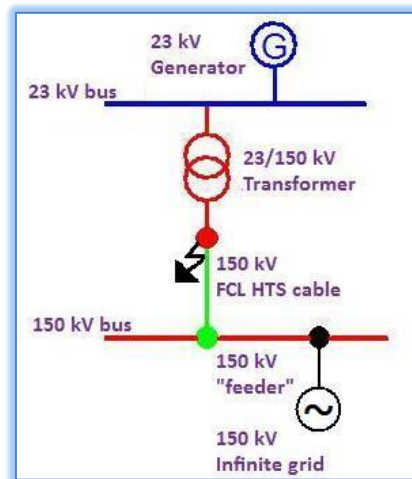 23 kV
Generator
G
23 kV bus
23/150 kV
Transformer
150 kV
FCL HTS cable
150 kV bus
150 kV
"feeder"
~
150 kV
Infinite grid